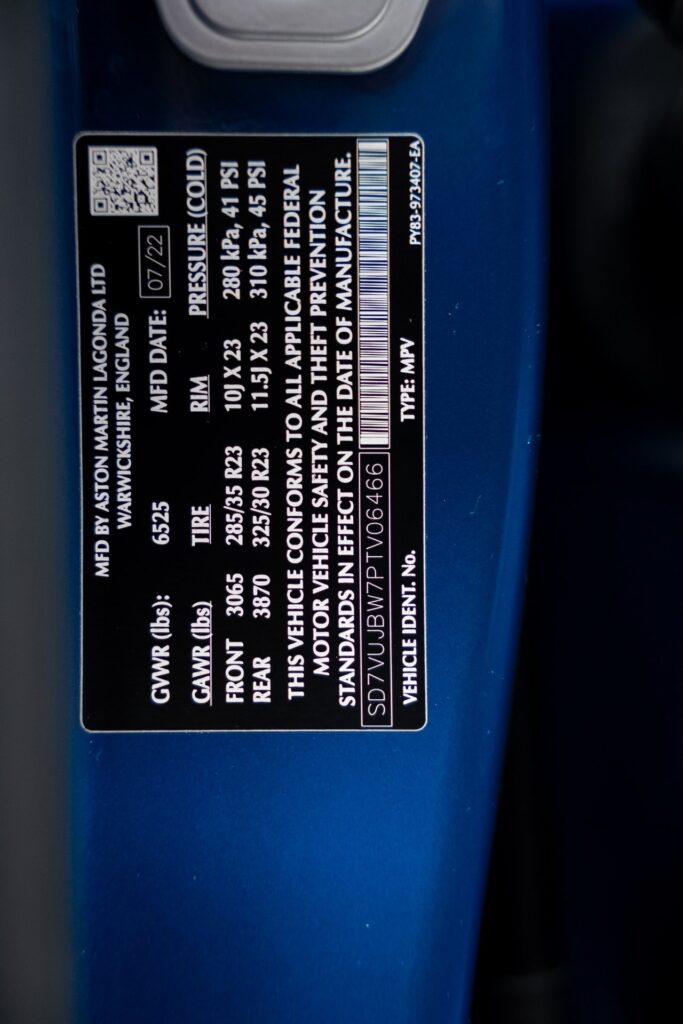 MFD BY ASTON MARTIN LAGONDA LTD
WARWICKSHIRE, ENGLAND
GVWR (lbs): 6525 MFD DATE: 07/22
GAWR (lbs) TIRE RIM PRESSURE (COLD)
FRONT 3065 285/35 R23 10J X 23 280 kPa, 41 PSI
REAR 3870 325/30 R23 11.5J X 23 310 kPa, 45 PSI
THIS VEHICLE CONFORMS TO ALL APPLICABLE FEDERAL
MOTOR VEHICLE SAFETY AND THEFT PREVENTION
STANDARDS IN EFFECT ON THE DATE OF MANUFACTURE.
SD7VUJBW7PTV06466
VEHICLE IDENT. No. TYPE: MPV PY83-973407-EA